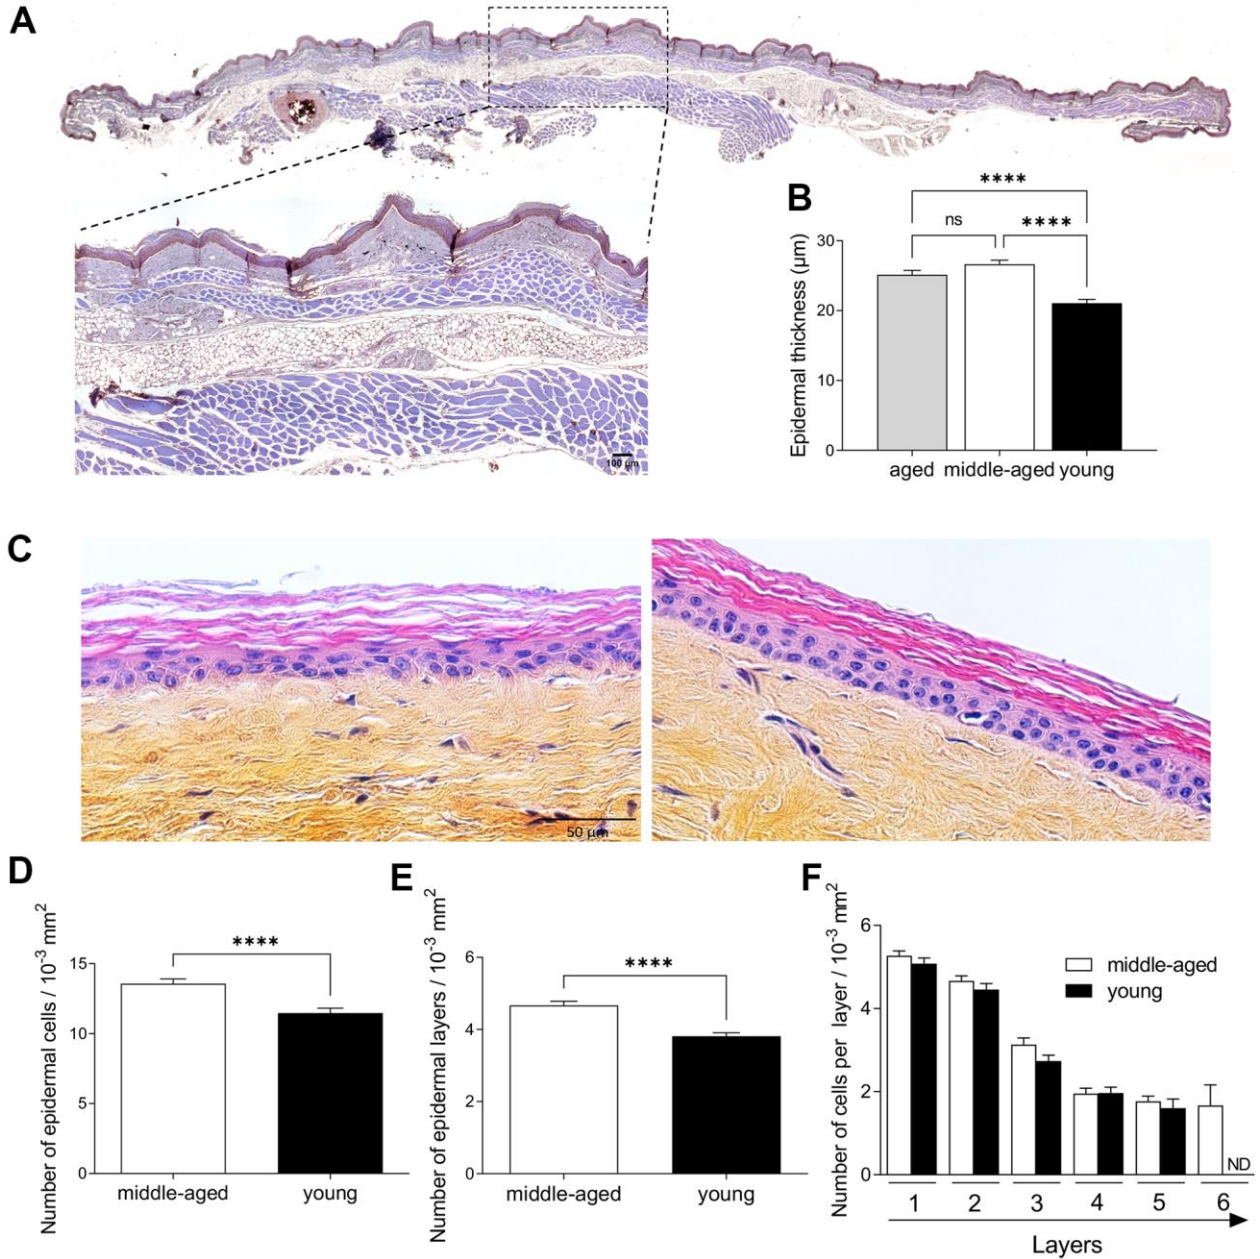 A
100 µm
B
****
ns
****
Epidermal thickness (µm)
30
20
10
0
aged
middle-aged
young
C
50 µm
D
****
Number of epidermal cells / 10⁻³ mm²
15
10
5
0
middle-aged
young
E
****
Number of epidermal layers / 10⁻³ mm²
6
4
2
0
middle-aged
young
F
Number of cells per layer / 10⁻³ mm²
6
4
2
0
middle-aged
young
ND
1
2
3
4
5
6
Layers